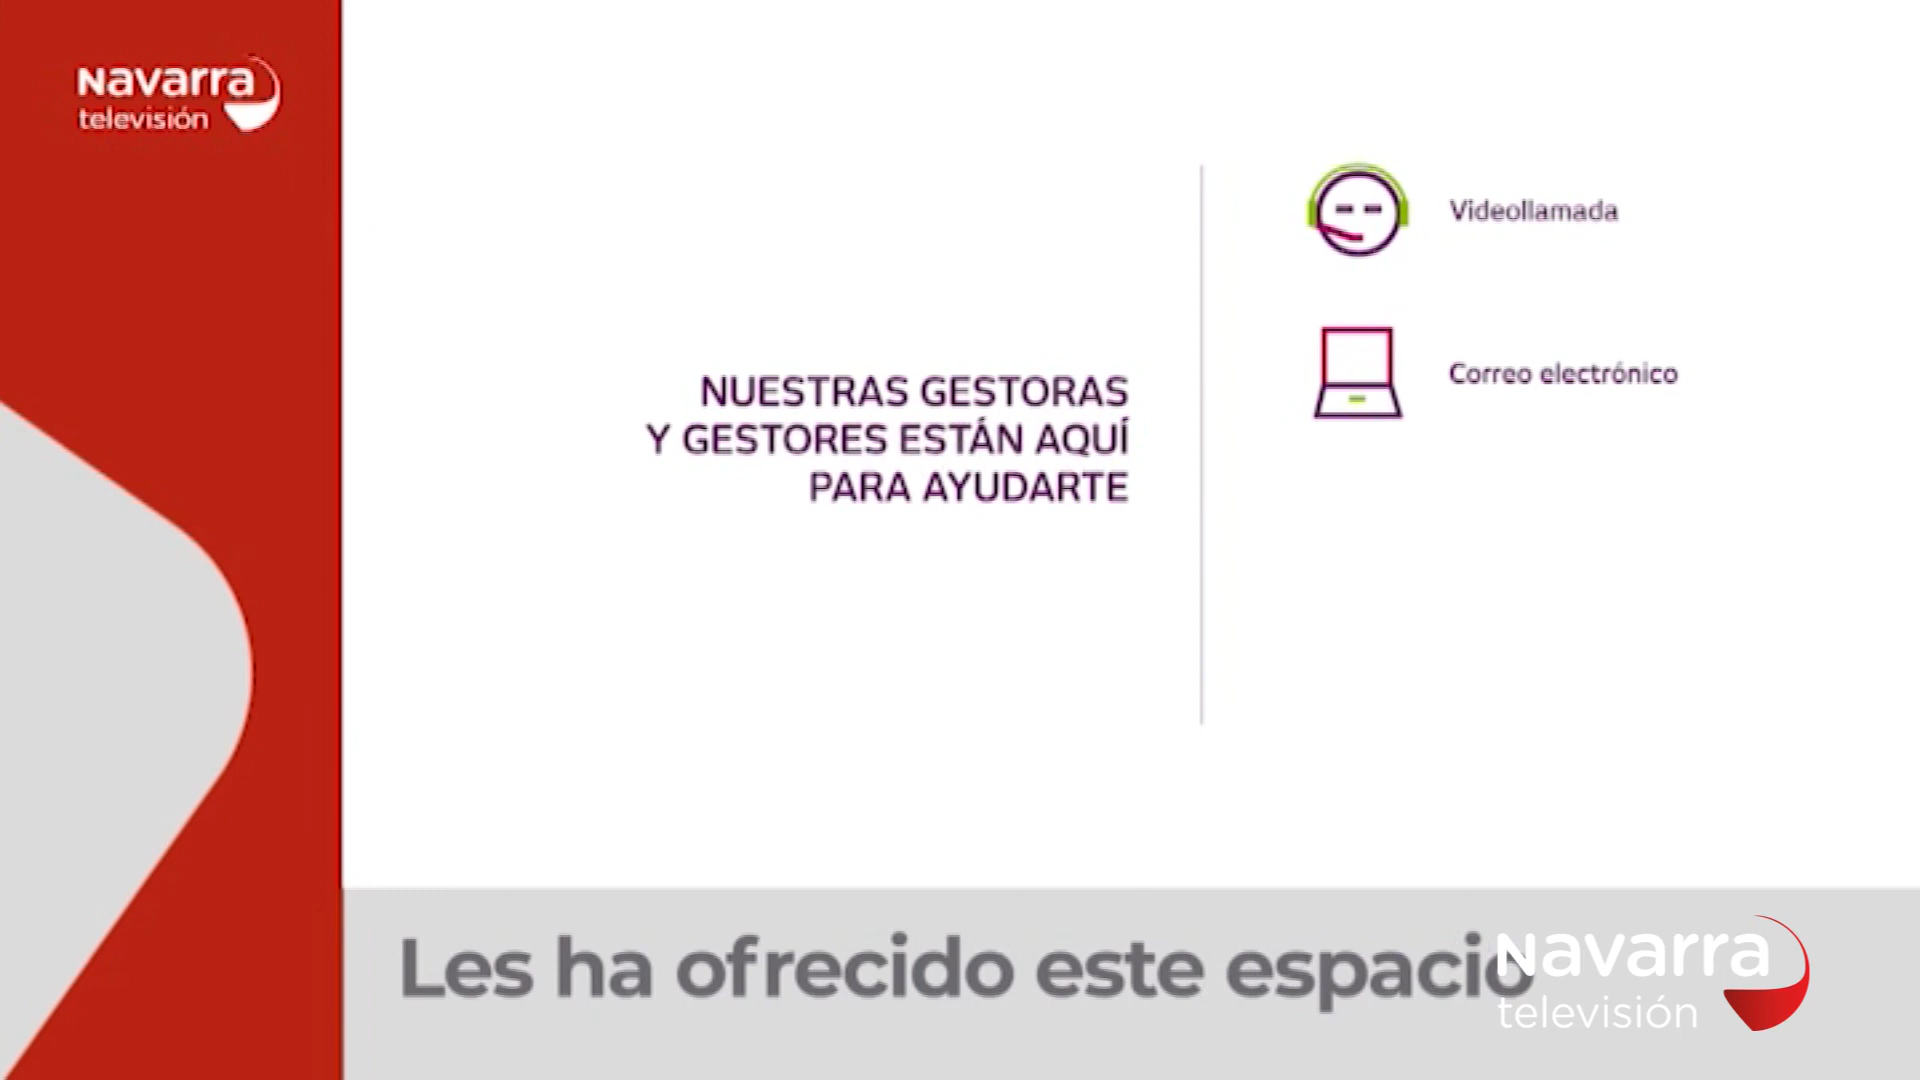 Navarra
televisión
NUESTRAS GESTORAS
Y GESTORES ESTÁN AQUÍ
PARA AYUDARTE
Videollamada
Correo electrónico
Les ha ofrecido este espacio
Navarra
televisión